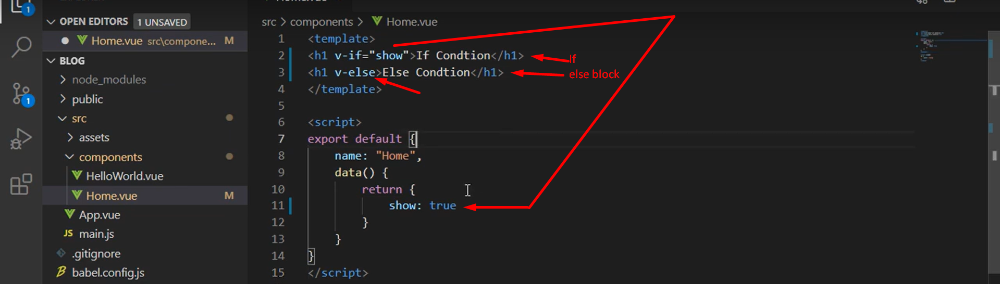 OPEN EDITORS 1 UNSAVED
Home.vue src\compone... M
BLOG
node_modules
public
src
assets
components
HelloWorld.vue
Home.vue M
App.vue
JS main.js
.gitignore
babel.config.js
1
1
src > components > Home.vue
1 <template>
2 <h1 v-if="show">If Condtion</h1>
If
3 <h1 v-else>Else Condtion</h1>
else block
4 </template>
5
6 <script>
7 export default {
8 name: "Home",
9 data() {
10 return {
11 show: true
12 }
13 }
14 }
15 </script>